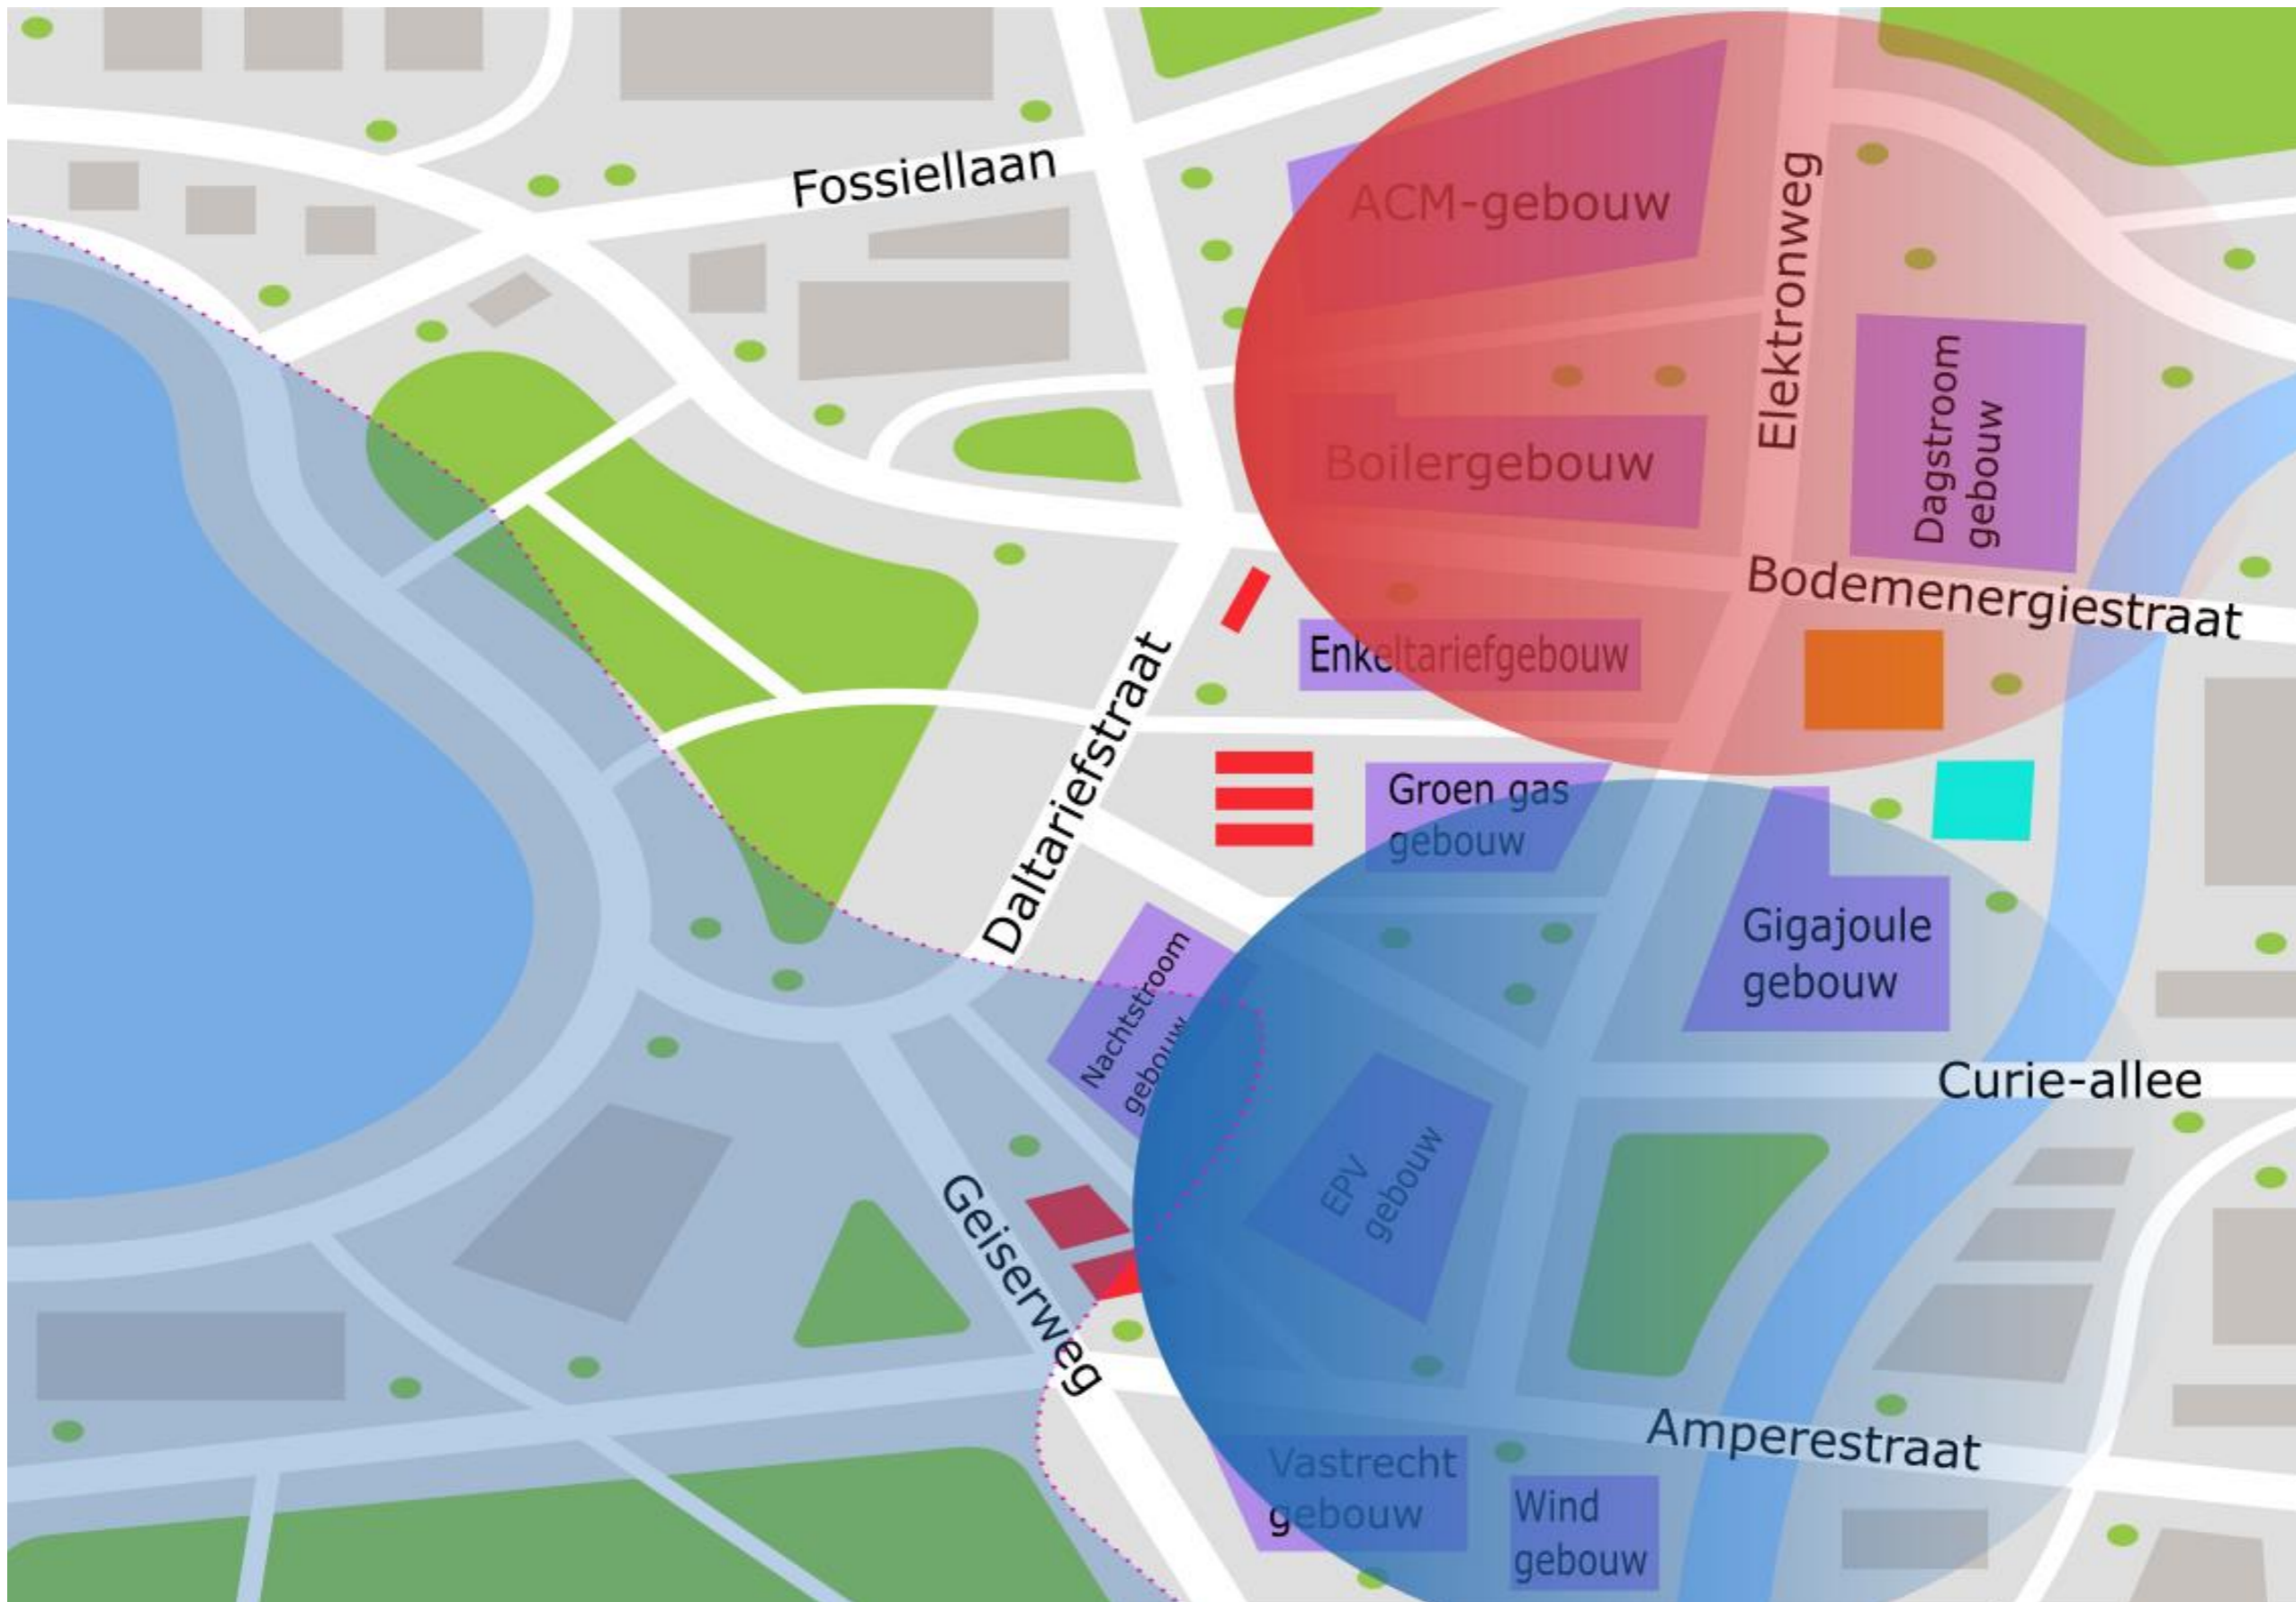 Fossiellaan
ACM-gebouw
Elektronweg
Dagstroom
gebouw
Boilergebouw
Bodemenergiestraat
Enkeltariefgebouw
Daltariefstraat
Groen gas
gebouw
Gigajoule
gebouw
Nachtstroom
gebouw
Curie-allee
EPV
gebouw
Geiserweg
Amperestraat
Vastrecht
gebouw
Wind
gebouw